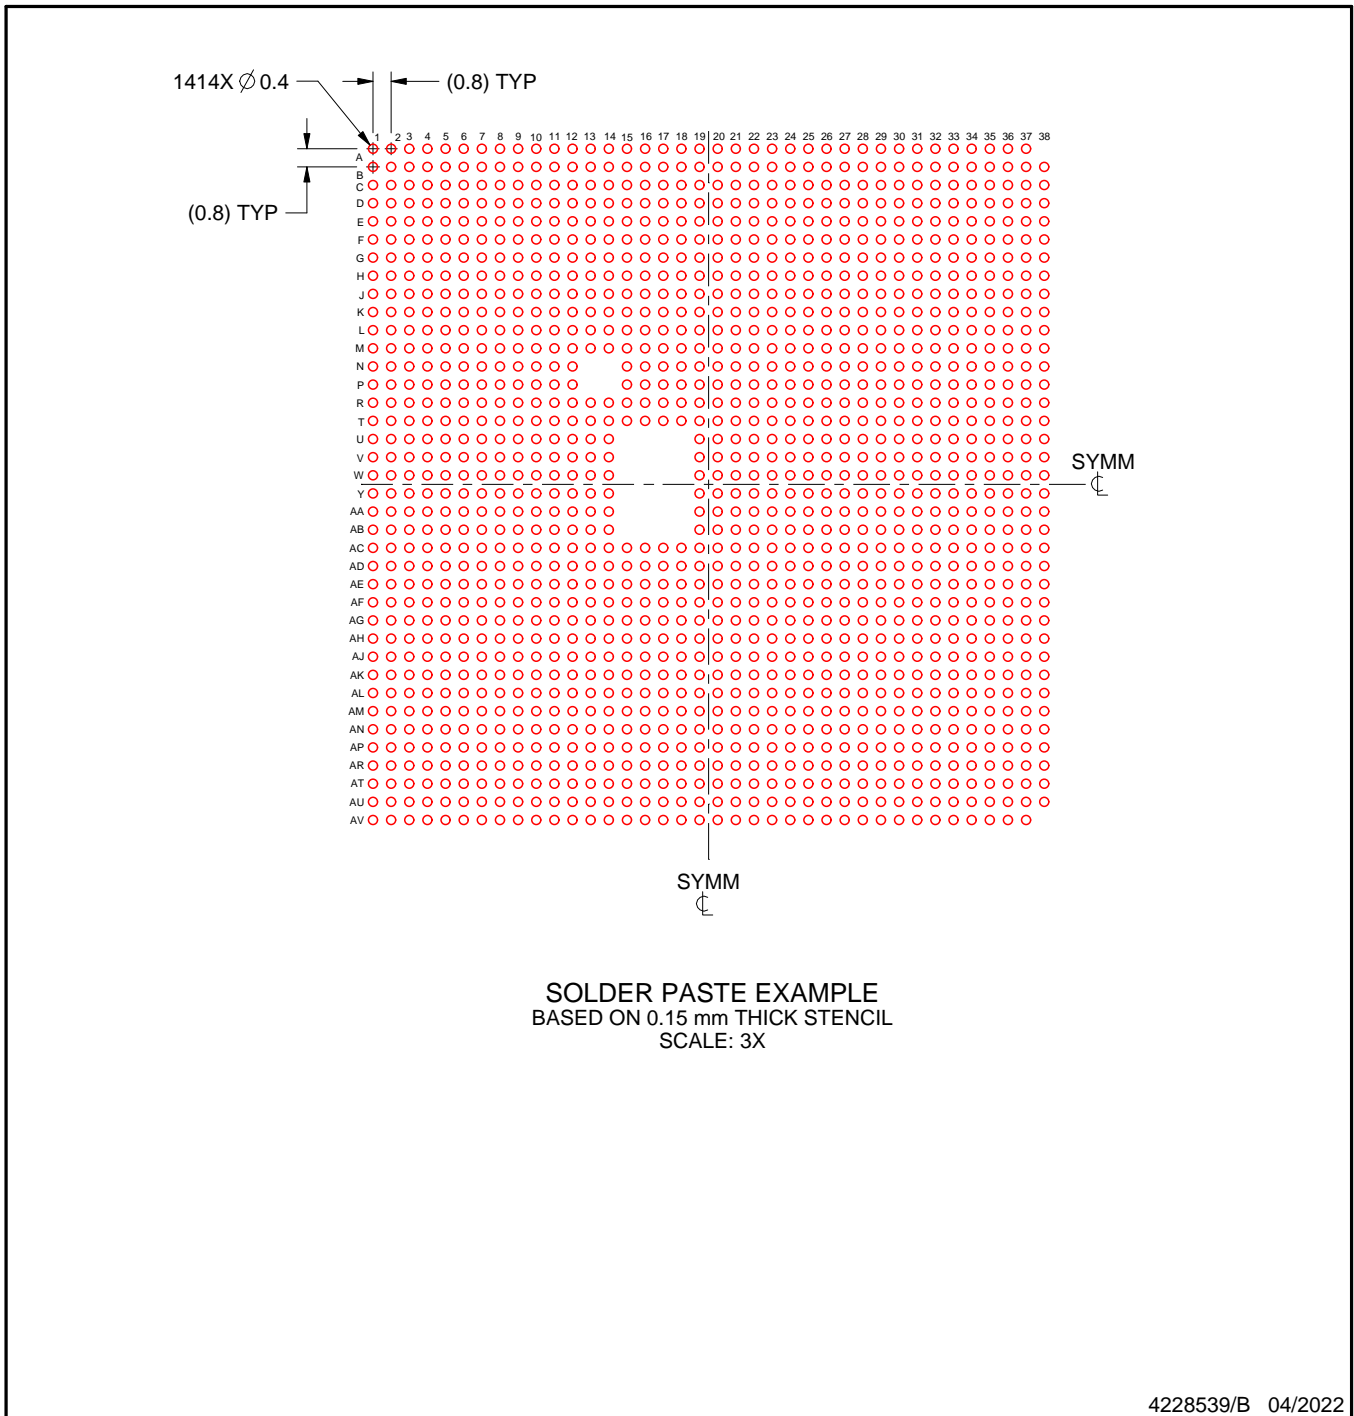 1414X ∅ 0.4
(0.8) TYP
1 2 3 4 5 6 7 8 9 10 11 12 13 14 15 16 17 18 19 20 21 22 23 24 25 26 27 28 29 30 31 32 33 34 35 36 37 38
A
B
C
(0.8) TYP
D
E
F
G
H
J
K
L
M
N
P
R
T
U
V
W
SYMM
Y
AA
AB
AC
AD
AE
AF
AG
AH
AJ
AK
AL
AM
AN
AP
AR
AT
AU
AV
SYMM
SOLDER PASTE EXAMPLE
BASED ON 0.15 mm THICK STENCIL
SCALE: 3X
4228539/B 04/2022